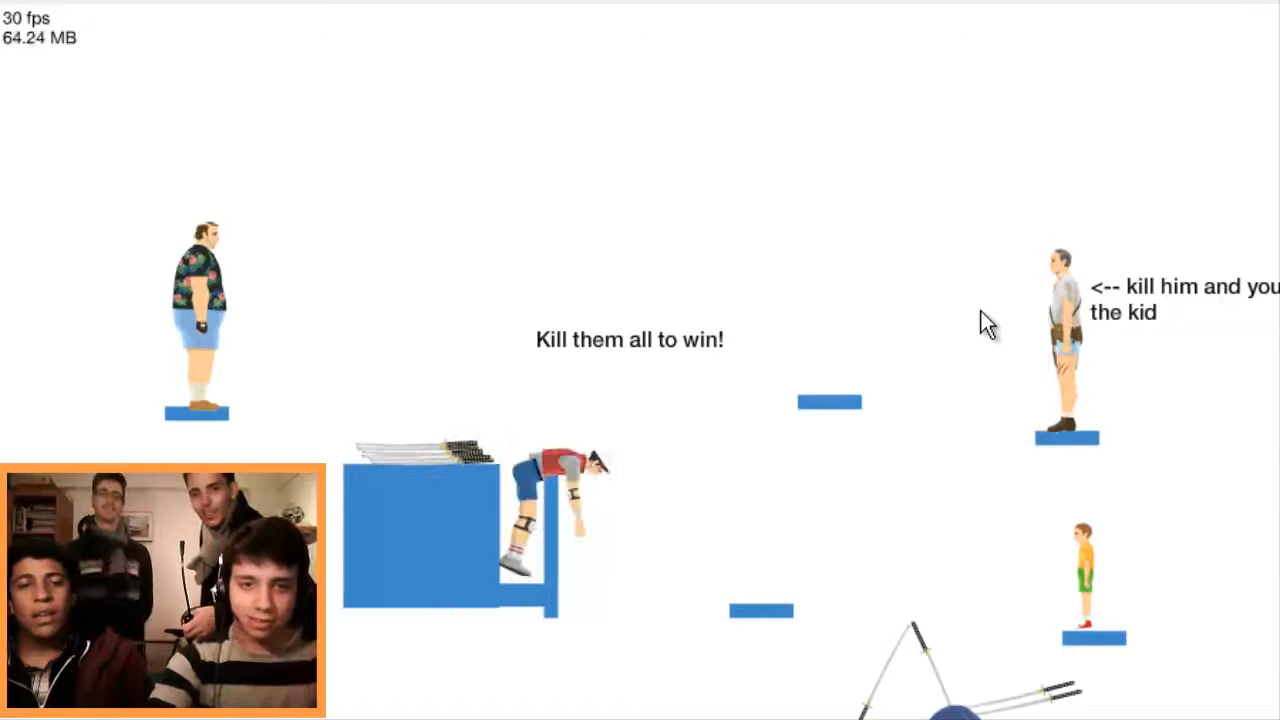 30 fps
64.24 MB
Kill them all to win!
<-- kill him and you
the kid